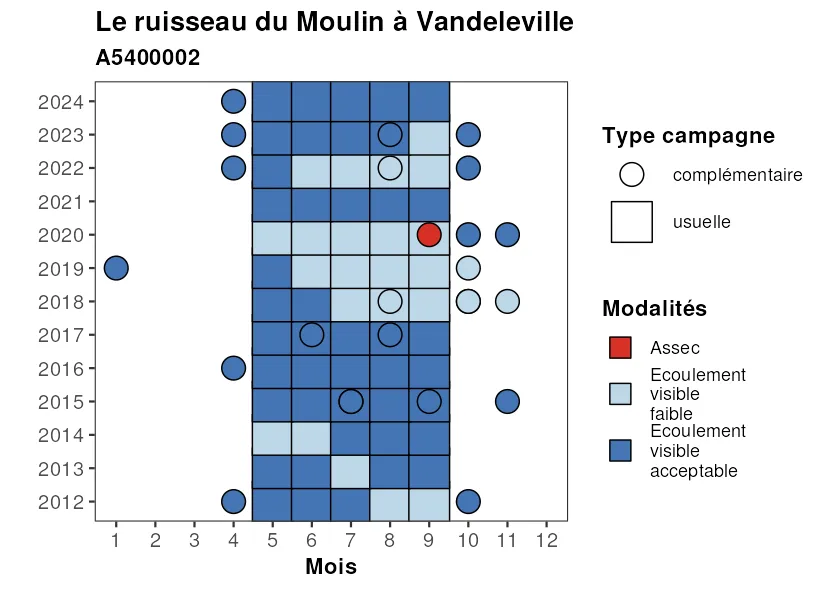 Le ruisseau du Moulin à Vandeleville
A5400002
2024
2023
2022
2021
2020
2019
2018
2017
2016
2015
2014
2013
2012
1 2 3 4 5 6 7 8 9 10 11 12
Mois
Type campagne
complémentaire
usuelle
Modalités
Assec
Ecoulement
visible
faible
Ecoulement
visible
acceptable